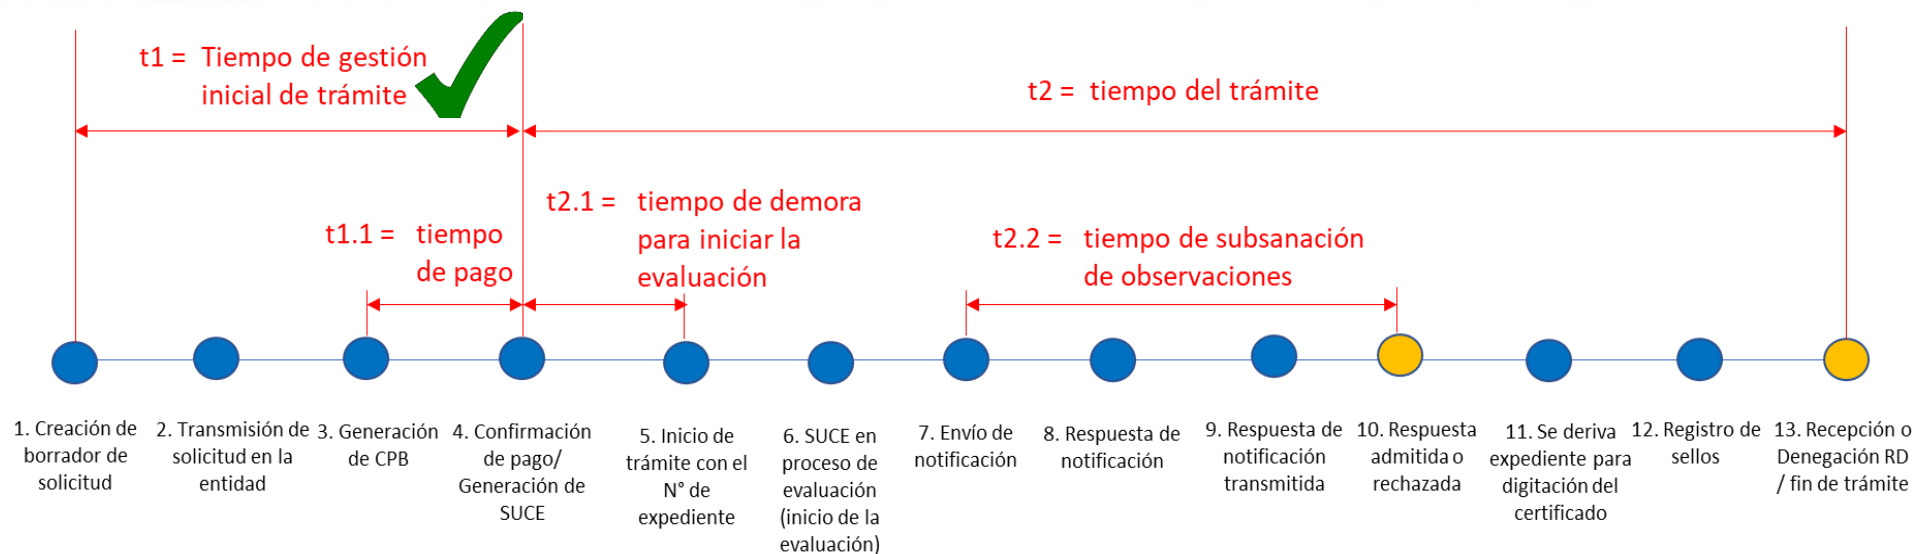 t1 = Tiempo de gestión
inicial de trámite
t2 = tiempo del trámite
t1.1 = tiempo
de pago
t2.1 = tiempo de demora
para iniciar la
evaluación
t2.2 = tiempo de subsanación
de observaciones
1. Creación de
borrador de
solicitud
2. Transmisión de
solicitud en la
entidad
3. Generación
de CPB
4. Confirmación
de pago/
Generación de
SUCE
5. Inicio de
trámite con el
N° de
expediente
6. SUCE en
proceso de
evaluación
(inicio de la
evaluación)
7. Envío de
notificación
8. Respuesta de
notificación
9. Respuesta de
notificación
transmitida
10. Respuesta
admitida o
rechazada
11. Se deriva
expediente para
digitación del
certificado
12. Registro de
sellos
13. Recepción o
Denegación RD
/ fin de trámite